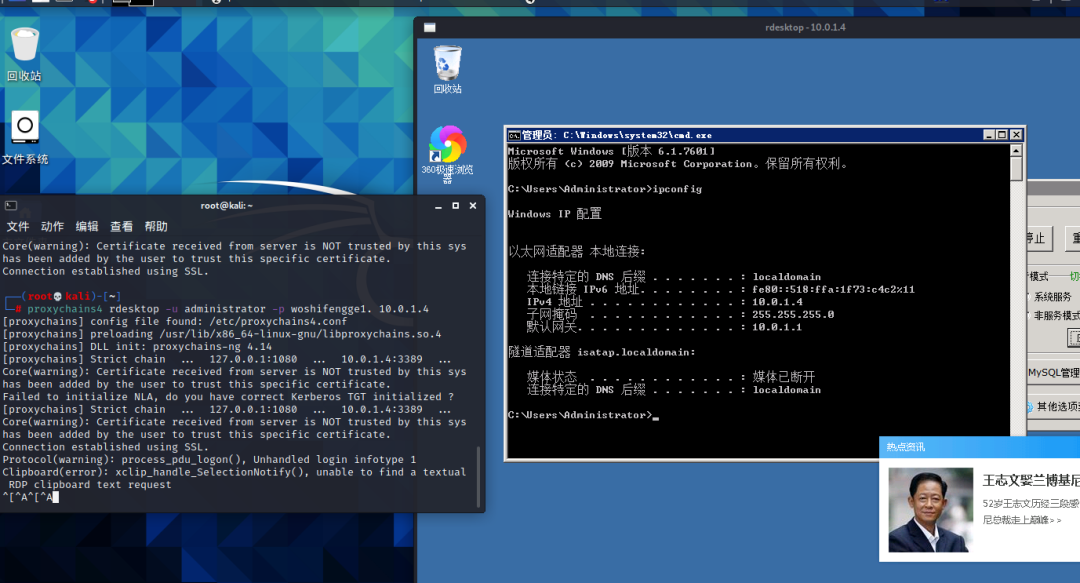 rdesktop - 10.0.1.4
回收站
文件系统
回收站
360极速浏览
器
管理员: C:\Windows\system32\cmd.exe
Microsoft Windows [版本 6.1.7601]
版权所有 (c) 2009 Microsoft Corporation。保留所有权利。
C:\Users\Administrator>ipconfig
Windows IP 配置
以太网适配器 本地连接:
连接特定的 DNS 后缀 . . . . . . . : localdomain
本地链接 IPv6 地址. . . . . . . . : fe80::518:ffa:1f73:c4c2%11
IPv4 地址 . . . . . . . . . . . . : 10.0.1.4
子网掩码 . . . . . . . . . . . . : 255.255.255.0
默认网关. . . . . . . . . . . . . : 10.0.1.1
隧道适配器 isatap.localdomain:
媒体状态 . . . . . . . . . . . . : 媒体已断开
连接特定的 DNS 后缀 . . . . . . . : localdomain
C:\Users\Administrator>_
root@kali: ~
文件 动作 编辑 查看 帮助
Core(warning): Certificate received from server is NOT trusted by this sys
has been added by the user to trust this specific certificate.
Connection established using SSL.
(root💀kali)-[~]
# proxychains4 rdesktop -u administrator -p woshifengge1. 10.0.1.4
[proxychains] config file found: /etc/proxychains4.conf
[proxychains] preloading /usr/lib/x86_64-linux-gnu/libproxychains.so.4
[proxychains] DLL init: proxychains-ng 4.14
[proxychains] Strict chain ... 127.0.0.1:1080 ... 10.0.1.4:3389 ...
Core(warning): Certificate received from server is NOT trusted by this sys
has been added by the user to trust this specific certificate.
Failed to initialize NLA, do you have correct Kerberos TGT initialized ?
[proxychains] Strict chain ... 127.0.0.1:1080 ... 10.0.1.4:3389 ...
Core(warning): Certificate received from server is NOT trusted by this sys
has been added by the user to trust this specific certificate.
Connection established using SSL.
Protocol(warning): process_pdu_logon(), Unhandled login infotype 1
Clipboard(error): xclip_handle_SelectionNotify(), unable to find a textual
RDP clipboard text request
^[^A^[^A
停止
模式
切
系统服务
非服务模式
MySQL管理
其他选项
热点资讯
王志文娶兰博基尼
52岁王志文历经三段感
尼总裁走上巅峰>>